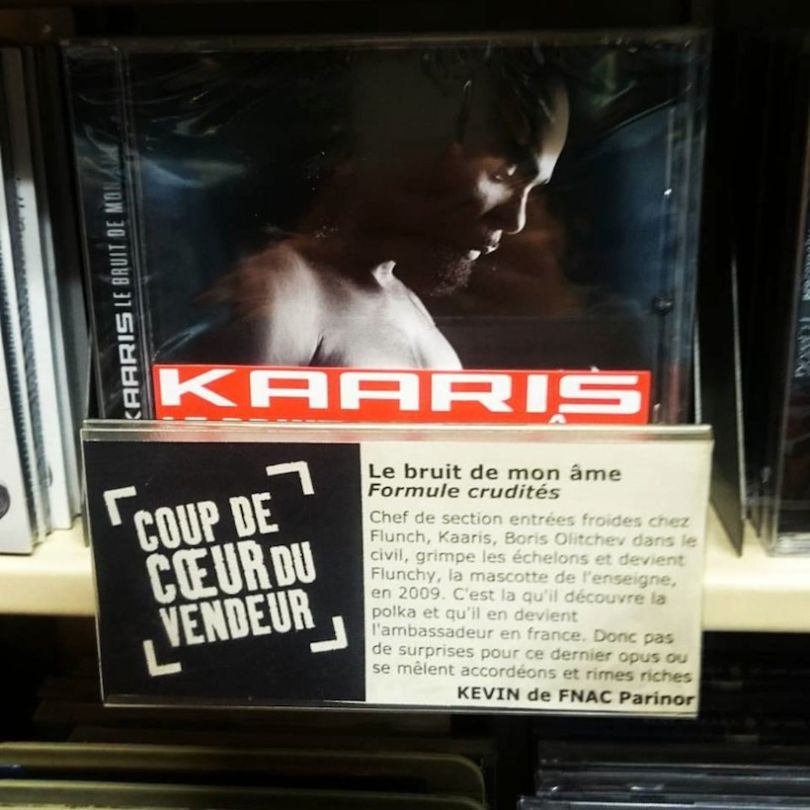 KAARIS LE BRUIT DE MON
KAARIS
COUP DE
CŒUR DU
VENDEUR
Le bruit de mon âme
Formule crudités
Chef de section entrées froides chez
Flunch, Kaaris, Boris Olitchev dans le
civil, grimpe les échelons et devient
Flunchy, la mascotte de l'enseigne,
en 2009. C'est la qu'il découvre la
polka et qu'il en devient
l'ambassadeur en france. Donc pas
de surprises pour ce dernier opus ou
se mêlent accordéons et rimes riches
KEVIN de FNAC Parinor